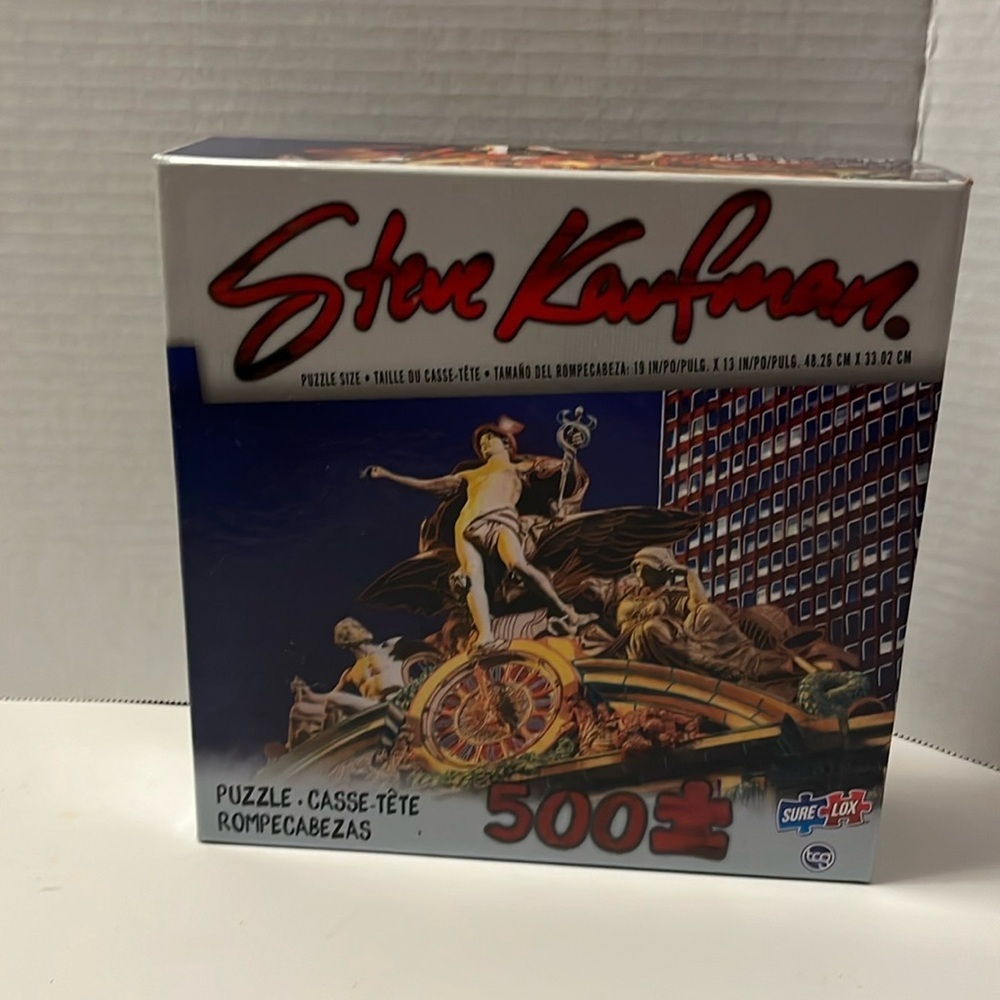 Steve Kaufman.
PUZZLE SIZE • TAILLE DU CASSE-TÊTE • TAMAÑO DEL ROMPECABEZA: 19 IN/PO/PULG. X 13 IN/PO/PULG. 48.26 CM X 33.02 CM
PUZZLE • CASSE-TÊTE
ROMPECABEZAS
500
SURE LOX
tcg